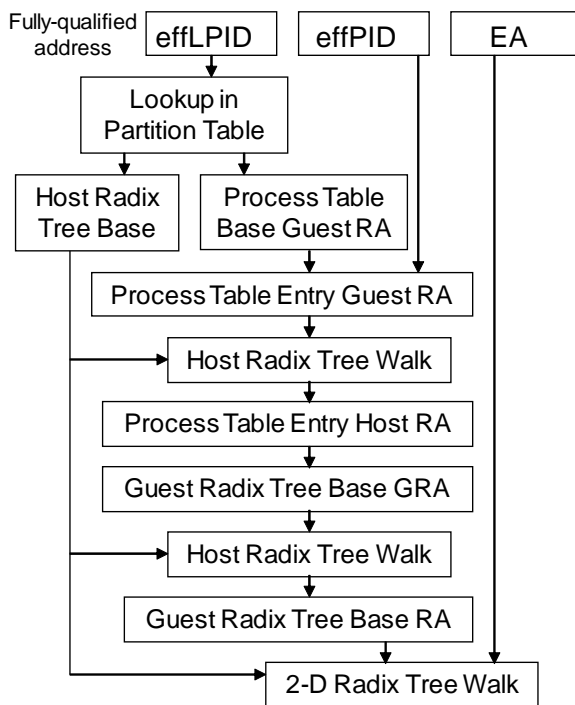 Fully-qualified
address
effLPID
effPID
EA
Lookup in
Partition Table
Host Radix
Tree Base
Process Table
Base Guest RA
Process Table Entry Guest RA
Host Radix Tree Walk
Process Table Entry Host RA
Guest Radix Tree Base GRA
Host Radix Tree Walk
Guest Radix Tree Base RA
2-D Radix Tree Walk